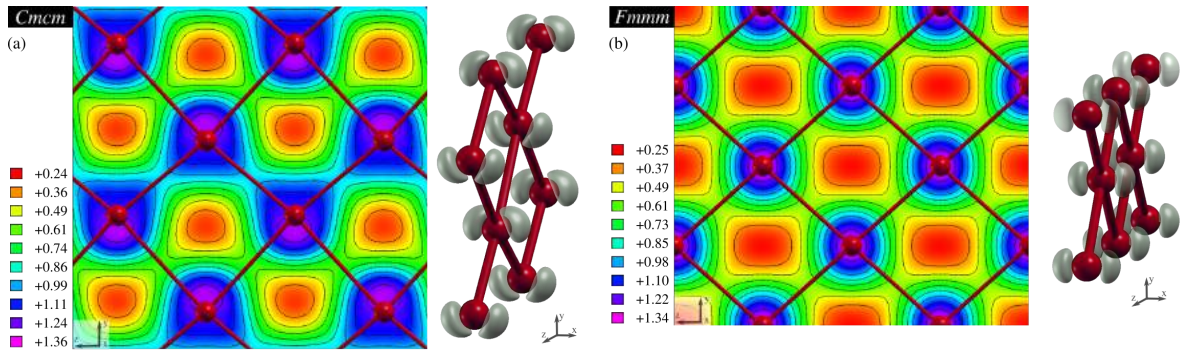 Cmcm
(a)
+0.24
+0.36
+0.49
+0.61
+0.74
+0.86
+0.99
+1.11
+1.24
+1.36
y
z
x
Fmmm
(b)
+0.25
+0.37
+0.49
+0.61
+0.73
+0.85
+0.98
+1.10
+1.22
+1.34
y
z
x